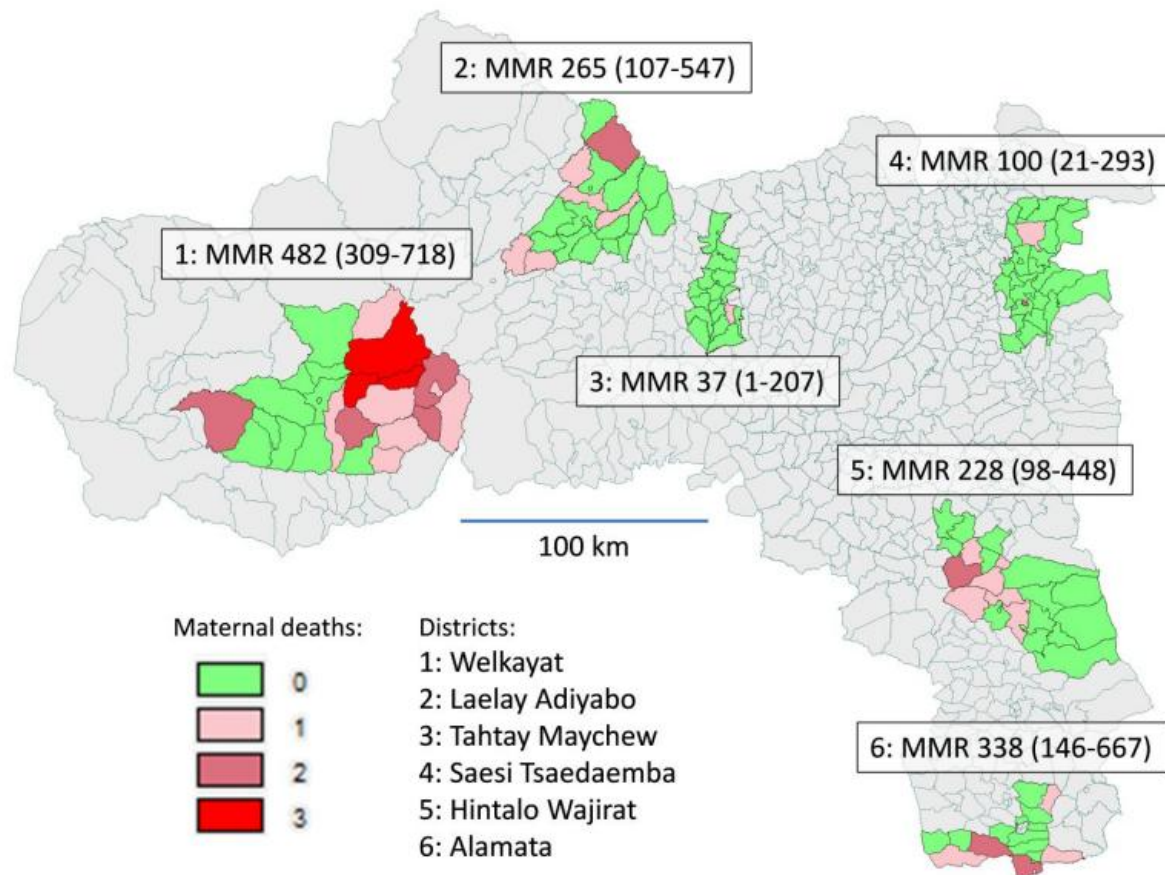 2: MMR 265 (107-547)
4: MMR 100 (21-293)
1: MMR 482 (309-718)
3: MMR 37 (1-207)
5: MMR 228 (98-448)
100 km
6: MMR 338 (146-667)
Maternal deaths:
0
1
2
3
Districts:
1: Welkayat
2: Laelay Adiyabo
3: Tahtay Maychew
4: Saesi Tsaedaemba
5: Hintalo Wajirat
6: Alamata